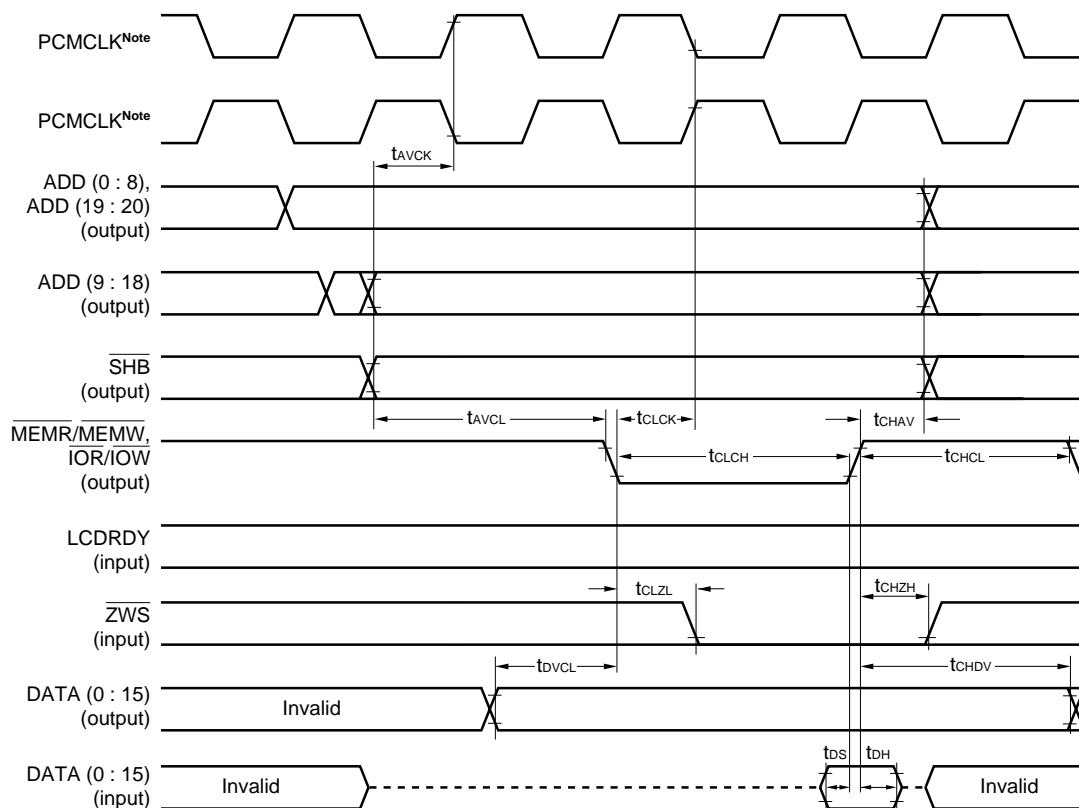 PCMCLKNote
PCMCLKNote
tAVCK
ADD (0 : 8),
ADD (19 : 20)
(output)
ADD (9 : 18)
(output)
SHB
(output)
tAVCL
tCLCK
tCHAV
MEMR/MEMW,
IOR/IOW
(output)
tCLCH
tCHCL
LCDRDY
(input)
tCLZL
tCHZH
ZWS
(input)
tDVCL
tCHDV
DATA (0 : 15)
(output)
Invalid
tDS
tDH
DATA (0 : 15)
(input)
Invalid
Invalid